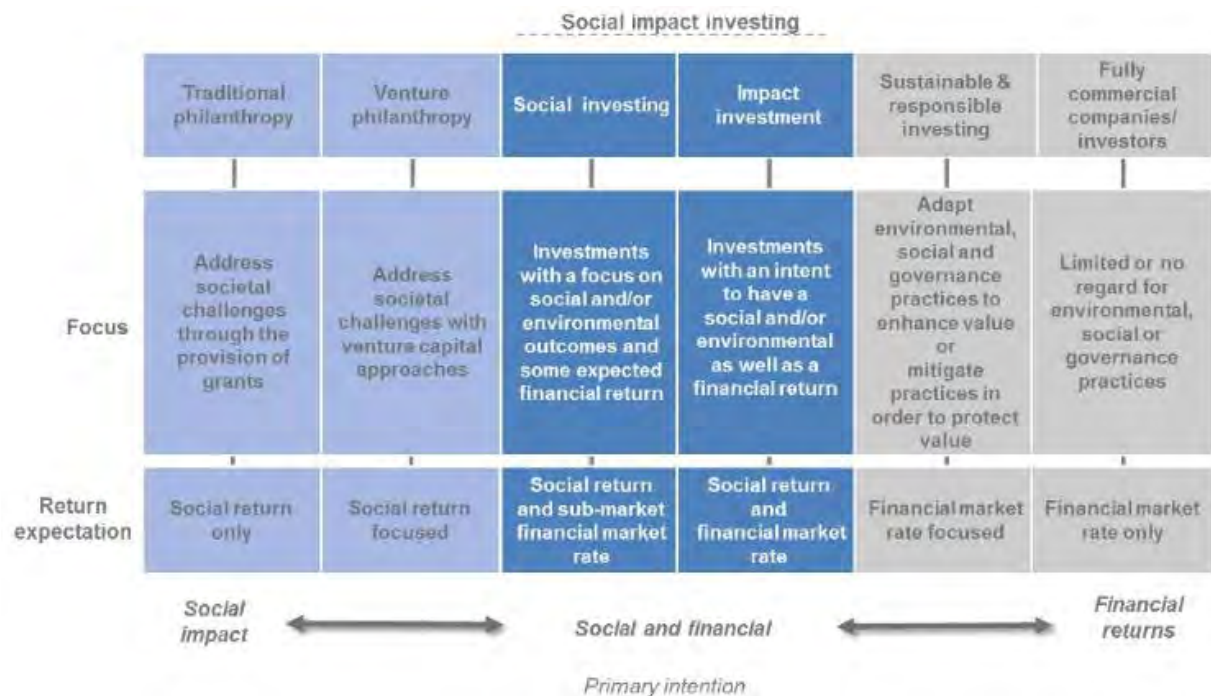 Social impact investing
Traditional
philanthropy
Venture
philanthropy
Social investing
Impact
investment
Sustainable &
responsible
investing
Fully
commercial
companies/
investors
Focus
Address
societal
challenges
through the
provision of
grants
Address
societal
challenges with
venture capital
approaches
Investments
with a focus on
social and/or
environmental
outcomes and
some expected
financial return
Investments
with an intent
to have a
social and/or
environmental
as well as a
financial return
Adapt
environmental,
social and
governance
practices to
enhance value
or
mitigate
practices in
order to protect
value
Limited or no
regard for
environmental,
social or
governance
practices
Return
expectation
Social return
only
Social return
focused
Social return
and sub-market
financial market
rate
Social return
and
financial market
rate
Financial market
rate focused
Financial market
rate only
Social
impact
Social and financial
Financial
returns
Primary intention